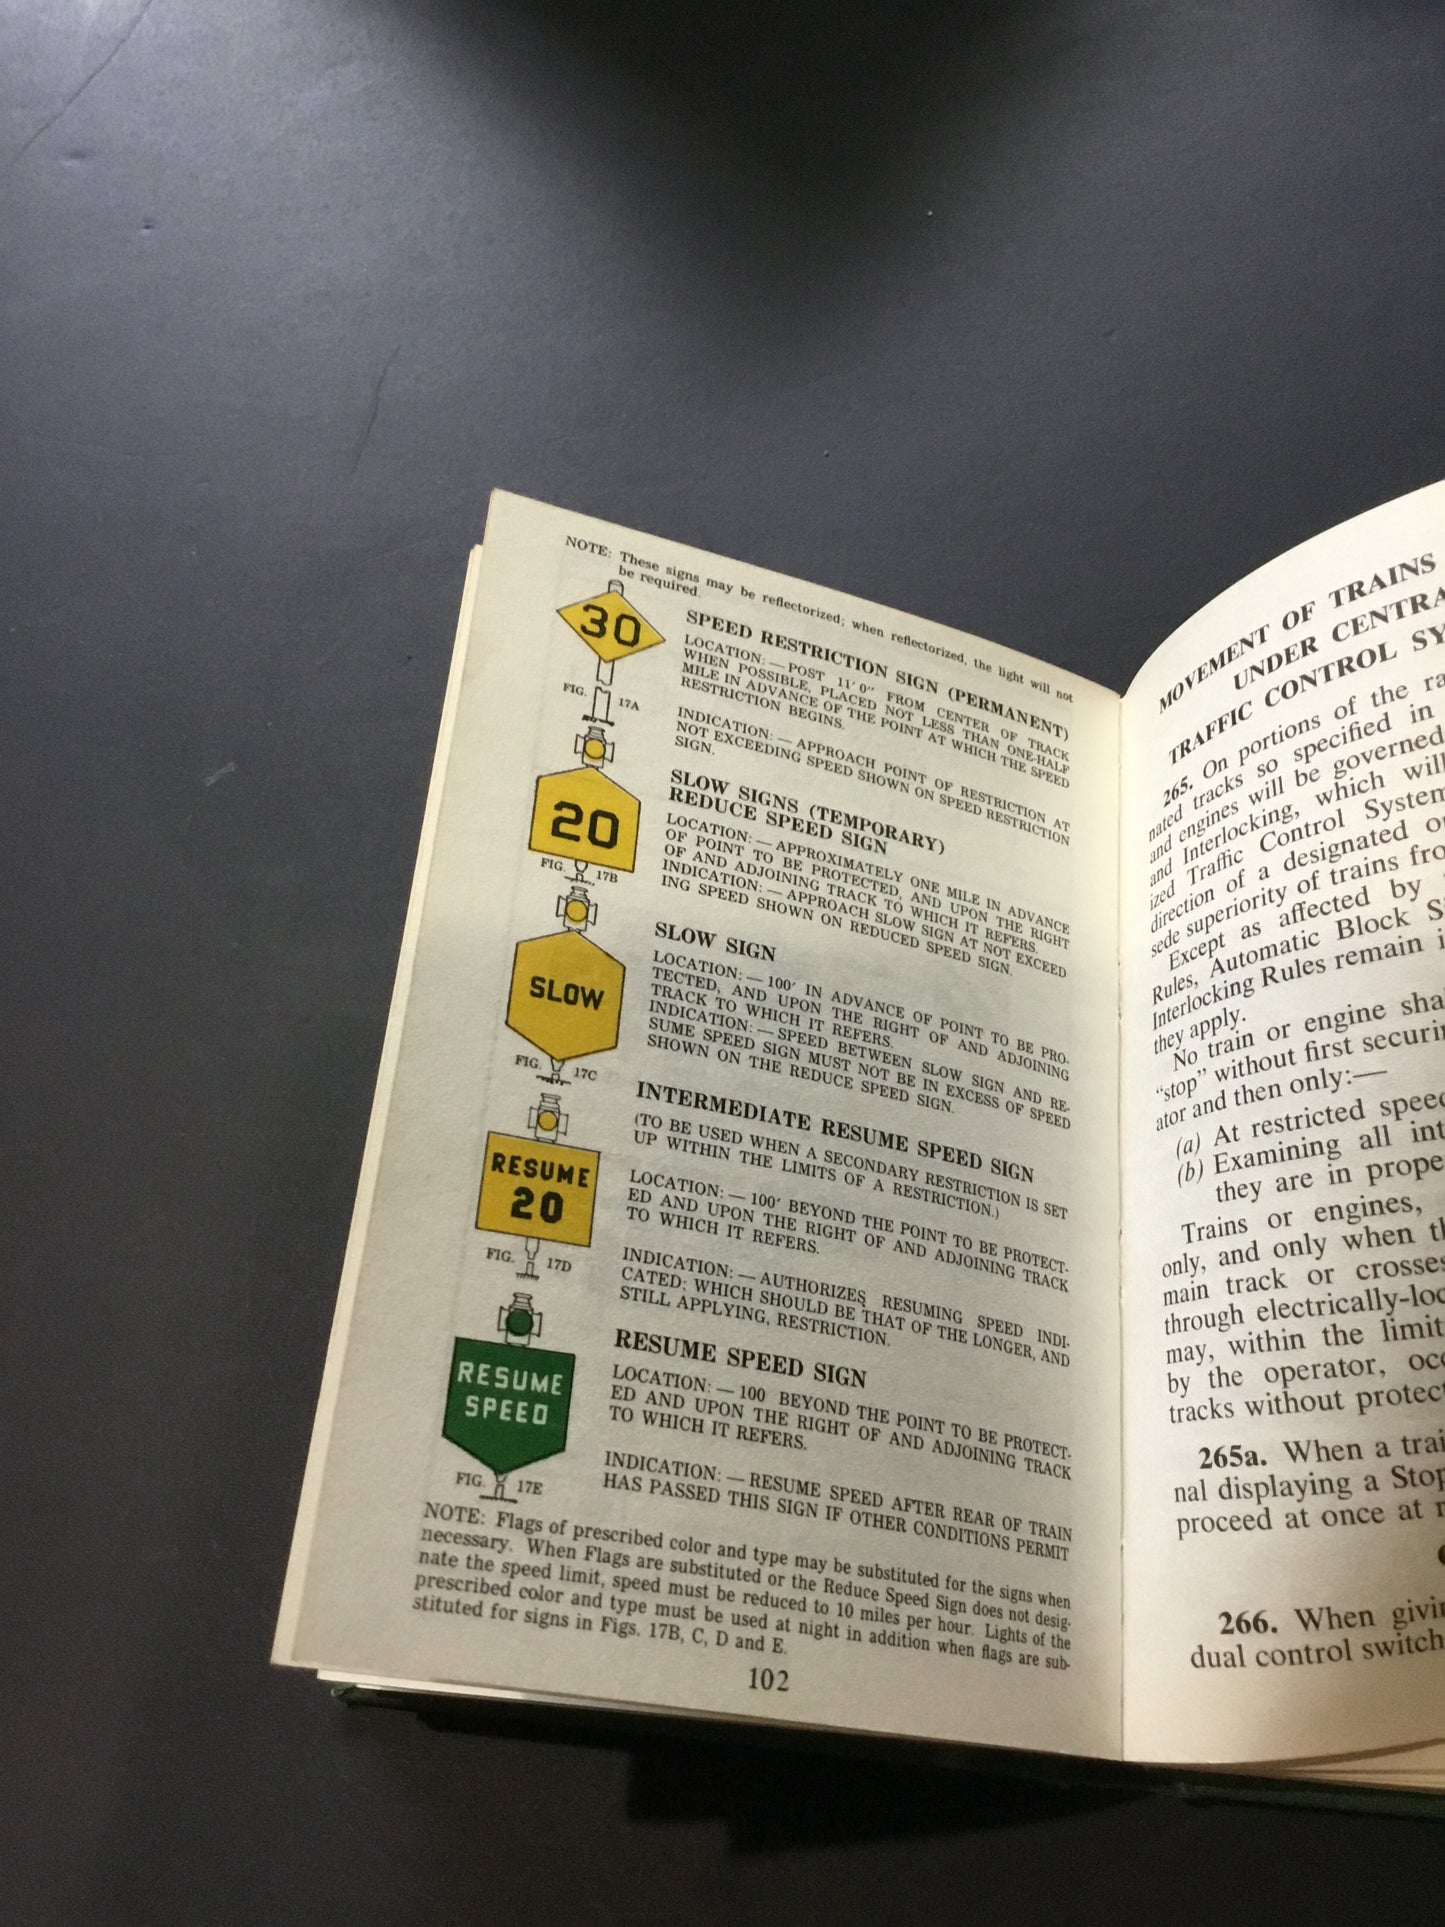 NOTE: These signs may be reflectorized; when reflectorized, the light will not
be required.
30
FIG. 17A
SPEED RESTRICTION SIGN (PERMANENT)
LOCATION: — POST 11′0″ FROM CENTER OF TRACK
WHEN POSSIBLE, PLACED NOT LESS THAN ONE-HALF
MILE IN ADVANCE OF THE POINT AT WHICH THE SPEED
RESTRICTION BEGINS.
INDICATION: — APPROACH POINT OF RESTRICTION AT
NOT EXCEEDING SPEED SHOWN ON SPEED RESTRICTION
SIGN.
20
FIG. 17B
SLOW SIGNS (TEMPORARY)
REDUCE SPEED SIGN
LOCATION: — APPROXIMATELY ONE MILE IN ADVANCE
OF POINT TO BE PROTECTED, AND UPON THE RIGHT
OF AND ADJOINING TRACK TO WHICH IT REFERS.
INDICATION: — APPROACH SLOW SIGN AT NOT EXCEED
ING SPEED SHOWN ON REDUCED SPEED SIGN.
SLOW
FIG. 17C
SLOW SIGN
LOCATION: — 100′ IN ADVANCE OF POINT TO BE PRO-
TECTED, AND UPON THE RIGHT OF AND ADJOINING
TRACK TO WHICH IT REFERS.
INDICATION: — SPEED BETWEEN SLOW SIGN AND RE-
SUME SPEED SIGN MUST NOT BE IN EXCESS OF SPEED
SHOWN ON THE REDUCE SPEED SIGN.
RESUME
20
FIG. 17D
INTERMEDIATE RESUME SPEED SIGN
(TO BE USED WHEN A SECONDARY RESTRICTION IS SET
UP WITHIN THE LIMITS OF A RESTRICTION.)
LOCATION: — 100′ BEYOND THE POINT TO BE PROTECT-
ED AND UPON THE RIGHT OF AND ADJOINING TRACK
TO WHICH IT REFERS.
INDICATION: — AUTHORIZES RESUMING SPEED INDI-
CATED; WHICH SHOULD BE THAT OF THE LONGER, AND
STILL APPLYING, RESTRICTION.
RESUME
SPEED
FIG. 17E
RESUME SPEED SIGN
LOCATION: — 100 BEYOND THE POINT TO BE PROTECT-
ED AND UPON THE RIGHT OF AND ADJOINING TRACK
TO WHICH IT REFERS.
INDICATION: — RESUME SPEED AFTER REAR OF TRAIN
HAS PASSED THIS SIGN IF OTHER CONDITIONS PERMIT
NOTE: Flags of prescribed color and type may be substituted for the signs when
necessary. When Flags are substituted or the Reduce Speed Sign does not desig-
nate the speed limit, speed must be reduced to 10 miles per hour. Lights of the
prescribed color and type must be used at night in addition when flags are sub-
stituted for signs in Figs. 17B, C, D and E.
102
MOVEMENT OF TRAINS
UNDER CENTRA
TRAFFIC CONTROL SY
265. On portions of the ra
nated tracks so specified in
and engines will be governed
and Interlocking, which will
ized Traffic Control System
direction of a designated o
sede superiority of trains fro
Except as affected by
Rules, Automatic Block S
Interlocking Rules remain i
they apply.
No train or engine sha
“stop” without first securi
ator and then only:—
(a) At restricted speed
(b) Examining all int
they are in prope
Trains or engines,
only, and only when t
main track or crosse
through electrically-loc
may, within the limit
by the operator, occ
tracks without protect
265a. When a trai
nal displaying a Stop
proceed at once at r
266. When givi
dual control switch